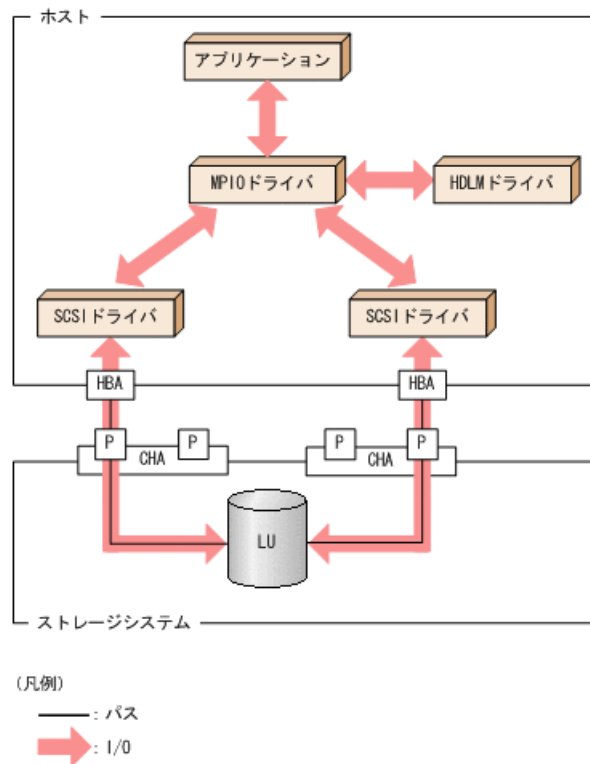 ホスト
アプリケーション
MPIOドライバ
HDLMドライバ
SCSIドライバ
SCSIドライバ
HBA
HBA
P
P
P
P
CHA
CHA
LU
ストレージシステム
(凡例)
: パス
: I/O